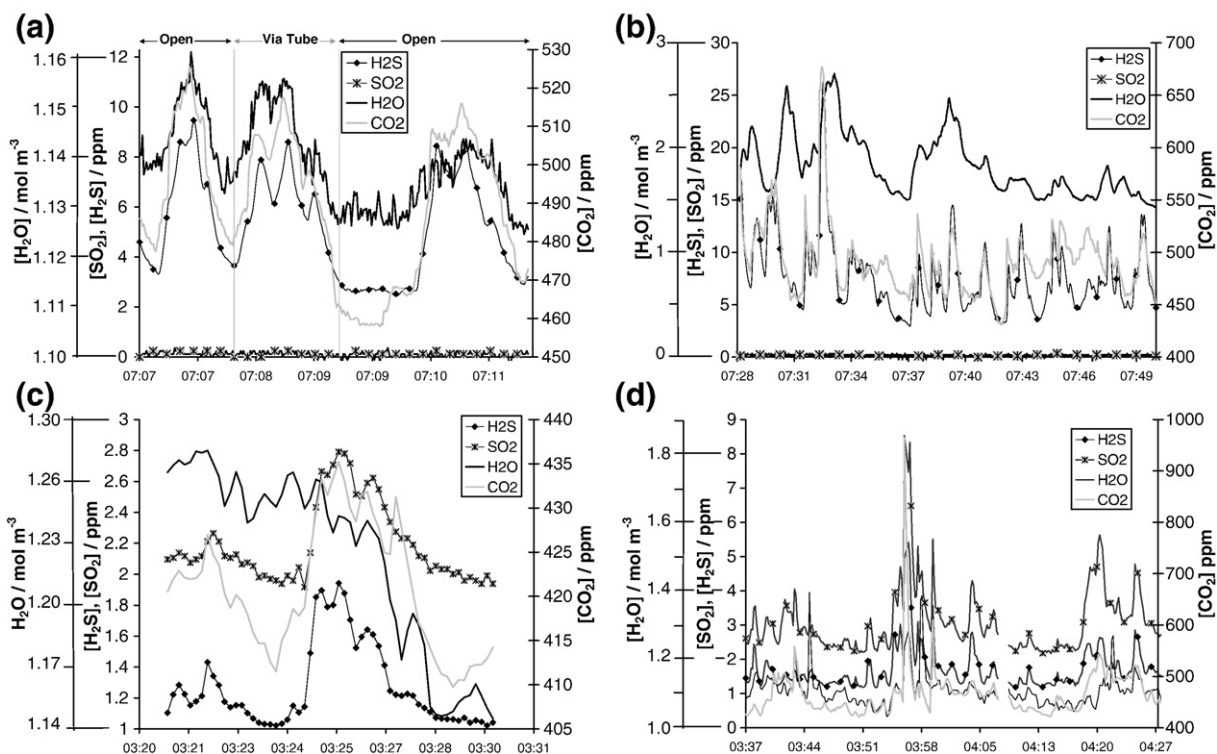 (a)
Open Via Tube Open
H2S
SO2
H2O
CO2
[H₂O] / mol m⁻³
1.16
1.15
1.14
1.13
1.12
1.11
1.10
[SO₂], [H₂S] / ppm
12
10
8
6
4
2
0
[CO₂] / ppm
530
520
510
500
490
480
470
460
450
07:07 07:07 07:08 07:09 07:09 07:10 07:11
(b)
H2S
SO2
H2O
CO2
[H₂O] / mol m⁻³
3
2
1
0
[H₂S], [SO₂] / ppm
30
25
20
15
10
5
0
[CO₂] / ppm
700
650
600
550
500
450
400
07:28 07:31 07:34 07:37 07:40 07:43 07:46 07:49
(c)
H2S
SO2
H2O
CO2
H₂O / mol m⁻³
1.30
1.26
1.23
1.20
1.17
1.14
[H₂S], [SO₂] / ppm
3
2.8
2.6
2.4
2.2
2
1.8
1.6
1.4
1.2
1
[CO₂] / ppm
440
435
430
425
420
415
410
405
03:20 03:21 03:23 03:24 03:25 03:27 03:28 03:30 03:31
(d)
H2S
SO2
H2O
CO2
[H₂O] / mol m⁻³
1.8
1.6
1.4
1.2
1.0
[SO₂], [H₂S] / ppm
9
8
7
6
5
4
3
2
1
0
[CO₂] ppm
1000
900
800
700
600
500
400
03:37 03:44 03:51 03:58 04:05 04:13 04:20 04:27